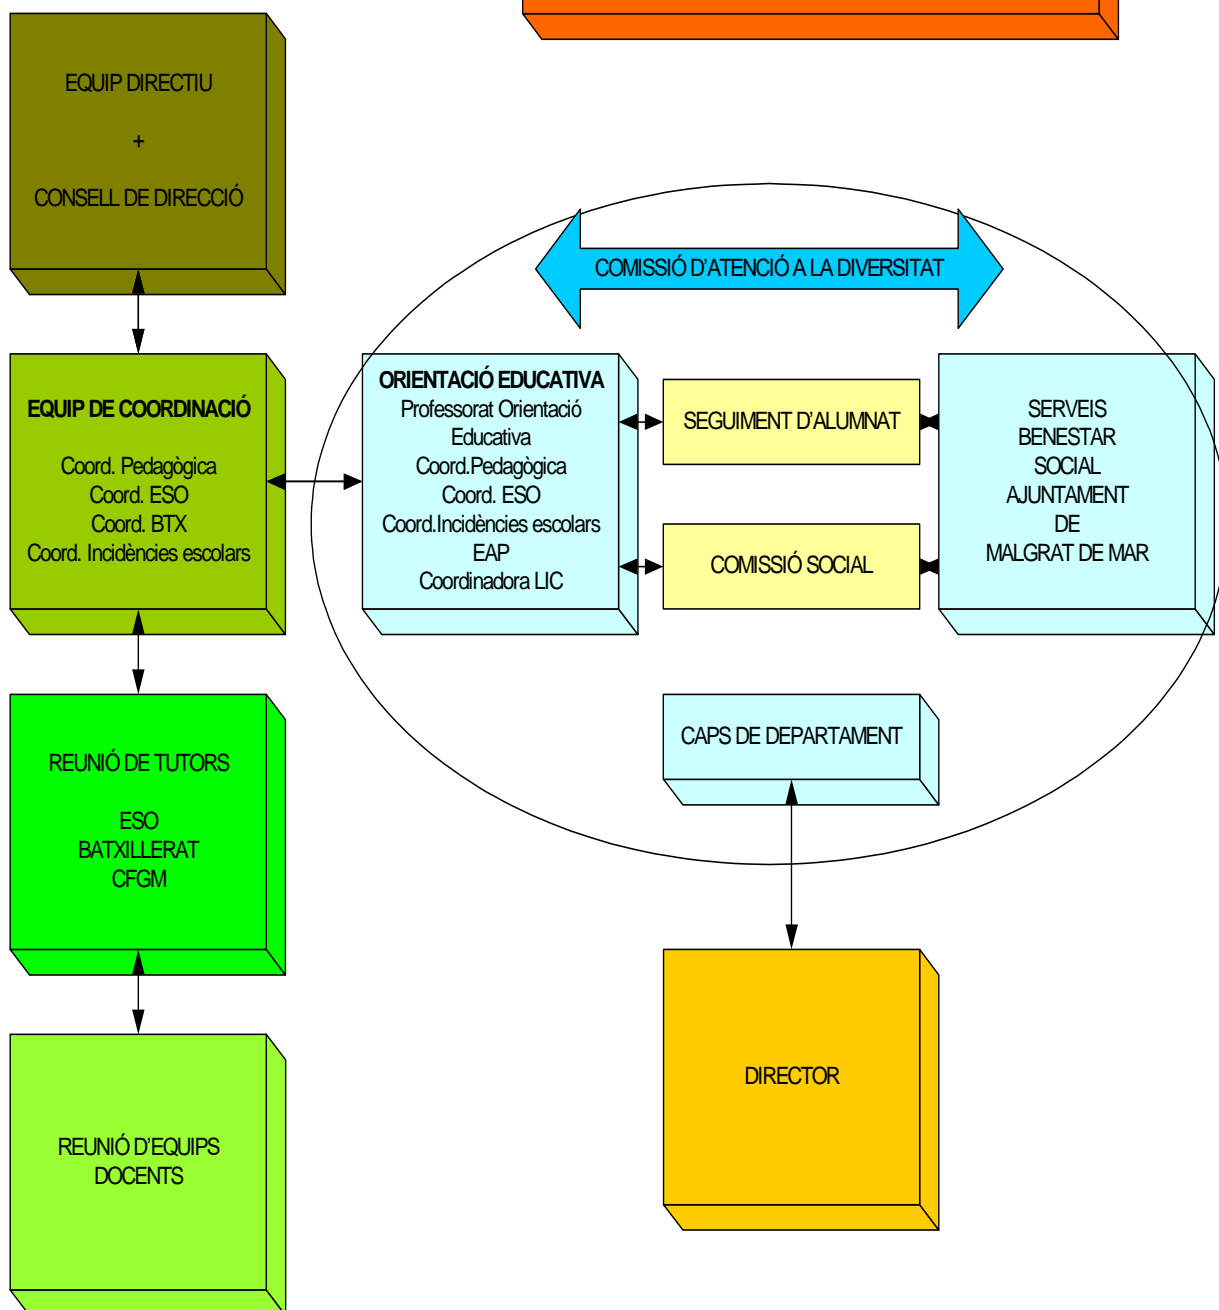 EQUIP DIRECTIU
+
CONSELL DE DIRECCIÓ
COMISSIÓ D'ATENCIÓ A LA DIVERSITAT
EQUIP DE COORDINACIÓ
Coord. Pedagògica
Coord. ESO
Coord. BTX
Coord. Incidències escolars
ORIENTACIÓ EDUCATIVA
Professorat Orientació
Educativa
Coord.Pedagògica
Coord. ESO
Coord.Incidències escolars
EAP
Coordinadora LIC
SEGUIMENT D'ALUMNAT
COMISSIÓ SOCIAL
SERVEIS
BENESTAR
SOCIAL
AJUNTAMENT
DE
MALGRAT DE MAR
REUNIÓ DE TUTORS
ESO
BATXILLERAT
CFGM
CAPS DE DEPARTAMENT
DIRECTOR
REUNIÓ D'EQUIPS
DOCENTS